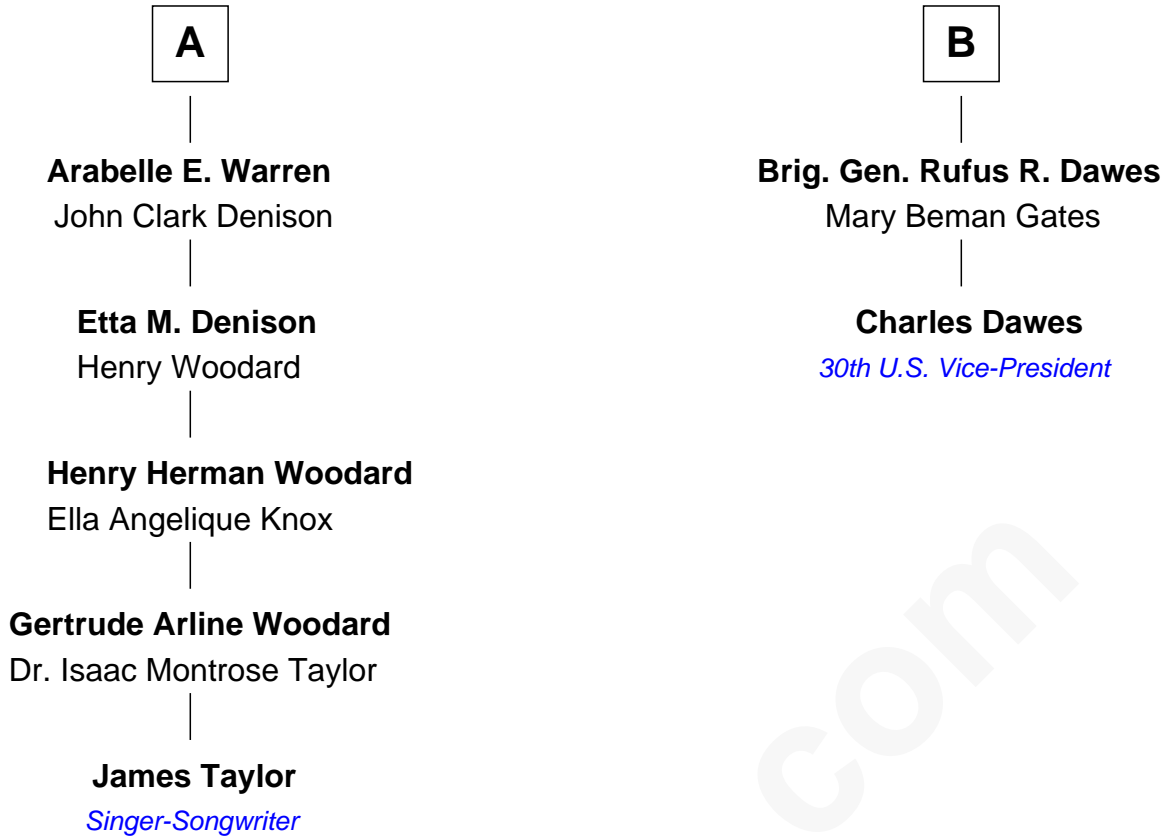 A
Arabelle E. Warren
John Clark Denison
Etta M. Denison
Henry Woodard
Henry Herman Woodard
Ella Angelique Knox
Gertrude Arline Woodard
Dr. Isaac Montrose Taylor
James Taylor
Singer-Songwriter
B
Brig. Gen. Rufus R. Dawes
Mary Beman Gates
Charles Dawes
30th U.S. Vice-President
com